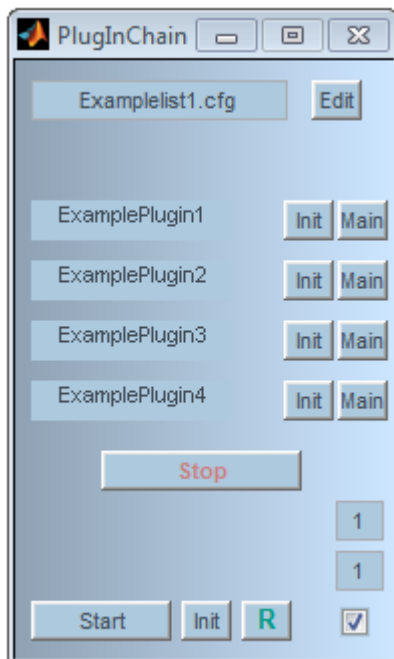 PlugInChain
Examplelist1.cfg Edit
ExamplePlugin1 Init Main
ExamplePlugin2 Init Main
ExamplePlugin3 Init Main
ExamplePlugin4 Init Main
Stop
1
1
Start Init R